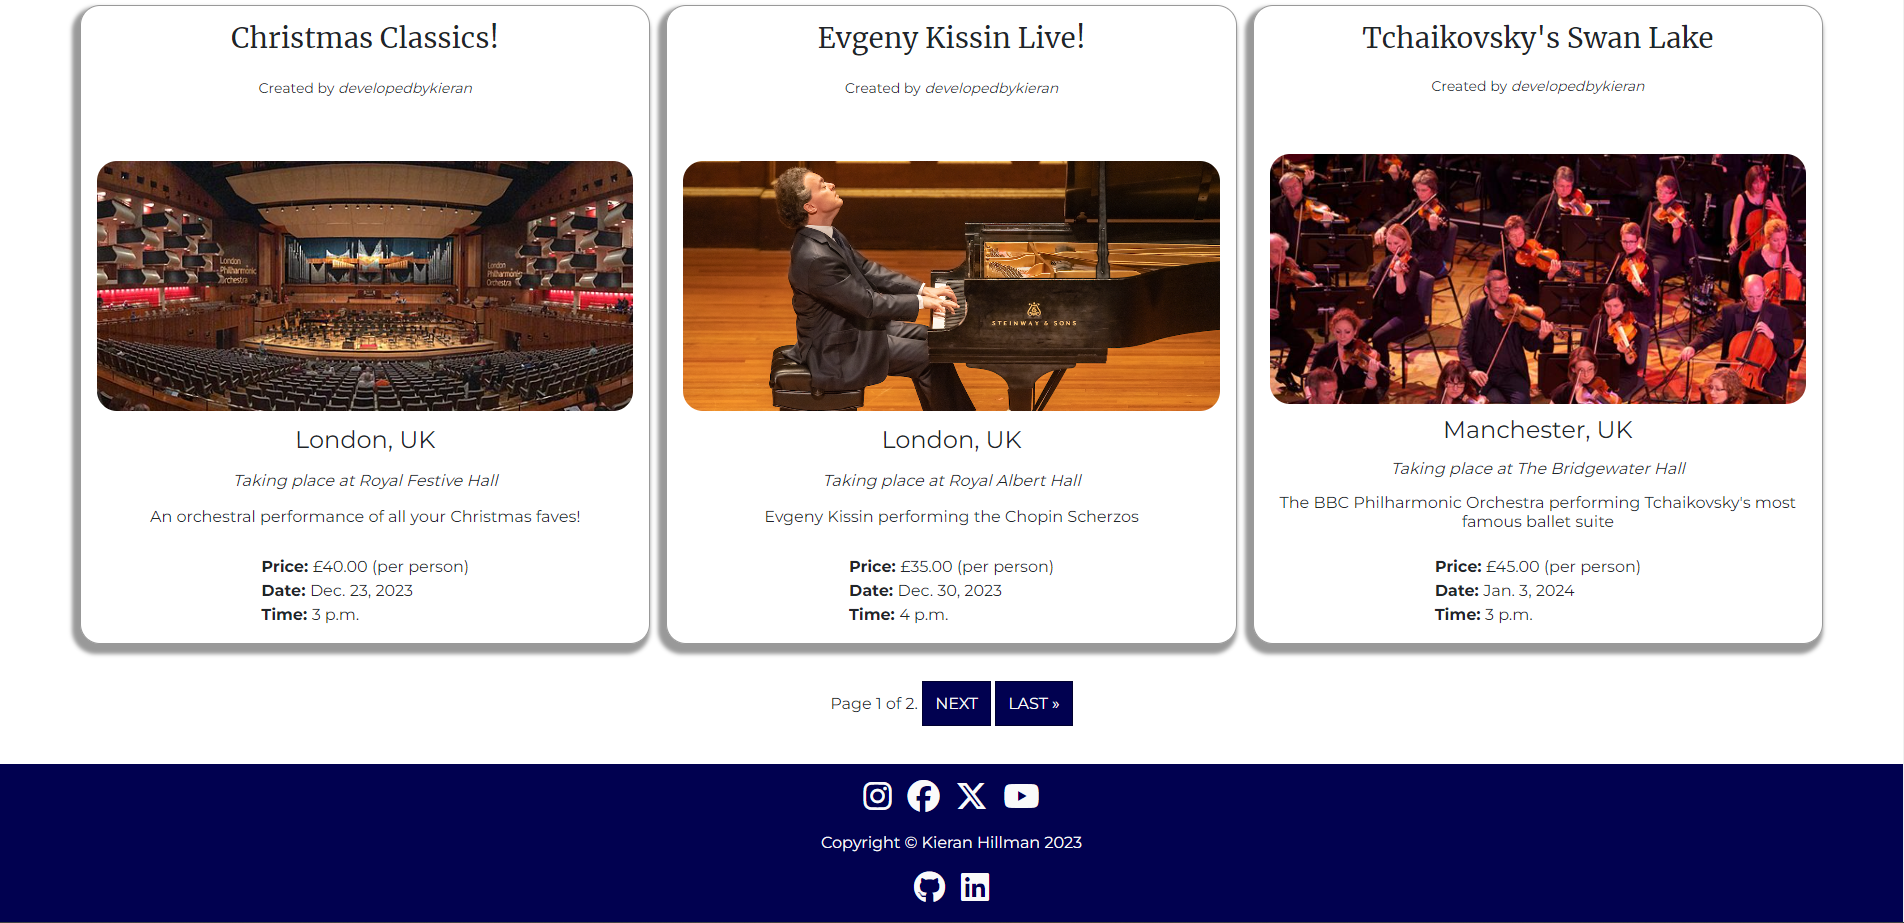 Christmas Classics!
Created by developedbykieran
London
Philharmonic
Orchestra
London
Philharmonic
Orchestra
London, UK
Taking place at Royal Festive Hall
An orchestral performance of all your Christmas faves!
Price: £40.00 (per person)
Date: Dec. 23, 2023
Time: 3 p.m.
Evgeny Kissin Live!
Created by developedbykieran
STEINWAY & SONS
London, UK
Taking place at Royal Albert Hall
Evgeny Kissin performing the Chopin Scherzos
Price: £35.00 (per person)
Date: Dec. 30, 2023
Time: 4 p.m.
Tchaikovsky's Swan Lake
Created by developedbykieran
Manchester, UK
Taking place at The Bridgewater Hall
The BBC Philharmonic Orchestra performing Tchaikovsky's most
famous ballet suite
Price: £45.00 (per person)
Date: Jan. 3, 2024
Time: 3 p.m.
Page 1 of 2. NEXT LAST »
Copyright © Kieran Hillman 2023